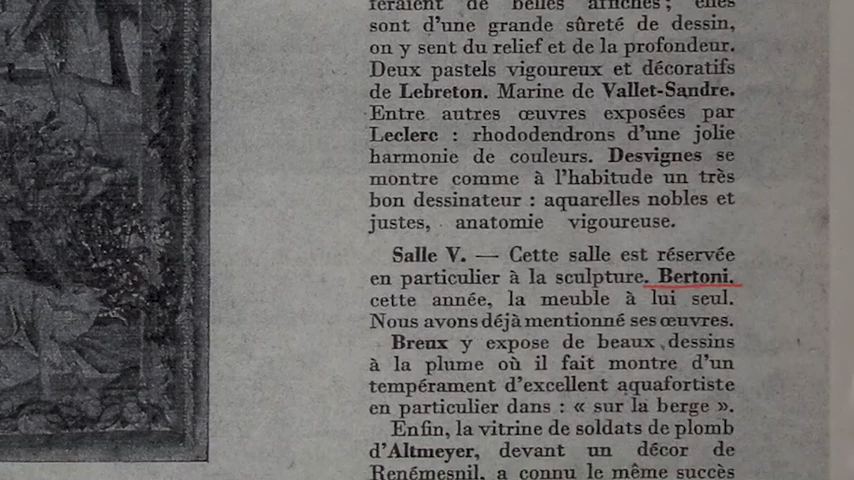 feraient de belles affiches ; elles
sont d'une grande sûreté de dessin,
on y sent du relief et de la profondeur.
Deux pastels vigoureux et décoratifs
de Lebreton. Marine de Vallet-Sandre.
Entre autres œuvres exposées par
Leclerc : rhododendrons d'une jolie
harmonie de couleurs. Desvignes se
montre comme à l'habitude un très
bon dessinateur : aquarelles nobles et
justes, anatomie vigoureuse.
Salle V. — Cette salle est réservée
en particulier à la sculpture. Bertoni,
cette année, la meuble à lui seul.
Nous avons déjà mentionné ses œuvres.
Breux y expose de beaux dessins
à la plume où il fait montre d'un
tempérament d'excellent aquafortiste
en particulier dans : « sur la berge ».
Enfin, la vitrine de soldats de plomb
d'Altmeyer, devant un décor de
Renémesnil, a connu le même succès